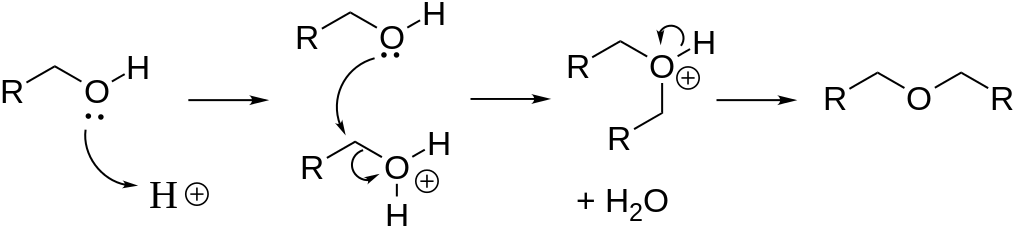 R O H
H ⊕
R O H
R O H ⊕
H
R O H ⊕
R
+ H₂O
R O R